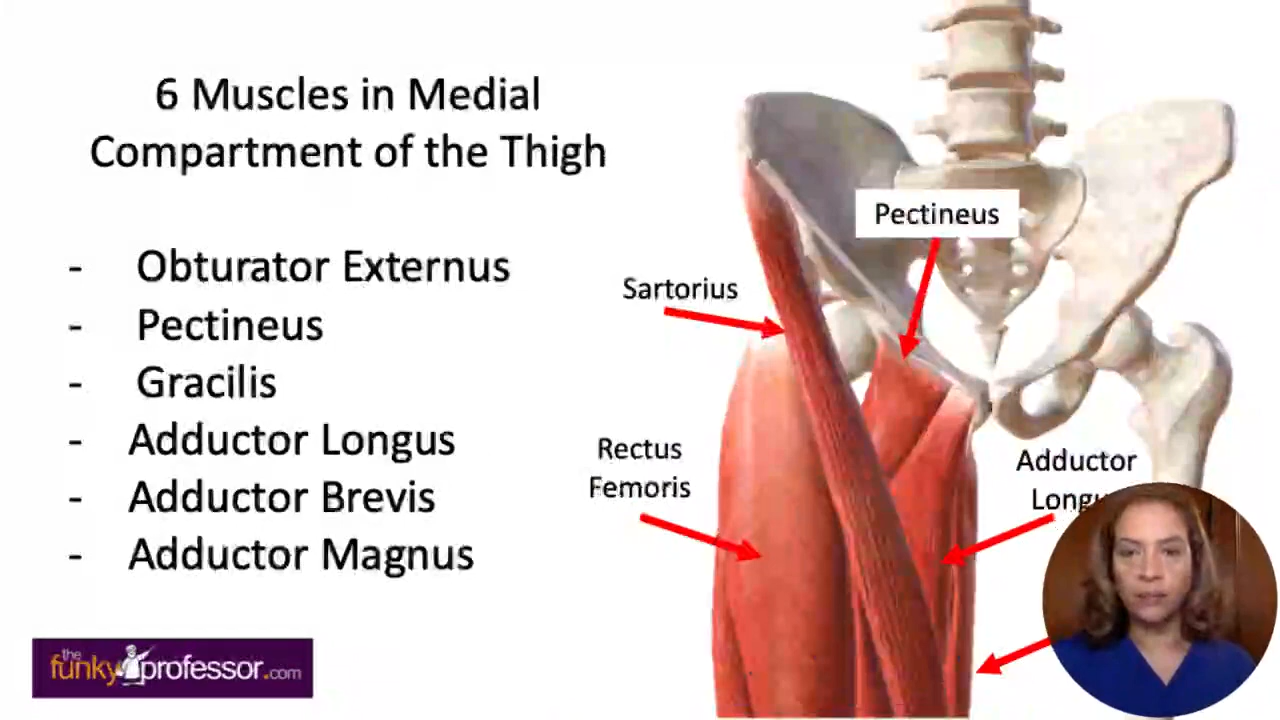 6 Muscles in Medial
Compartment of the Thigh
- Obturator Externus
- Pectineus
- Gracilis
- Adductor Longus
- Adductor Brevis
- Adductor Magnus
Pectineus
Sartorius
Rectus
Femoris
Adductor
the
funky professor.com